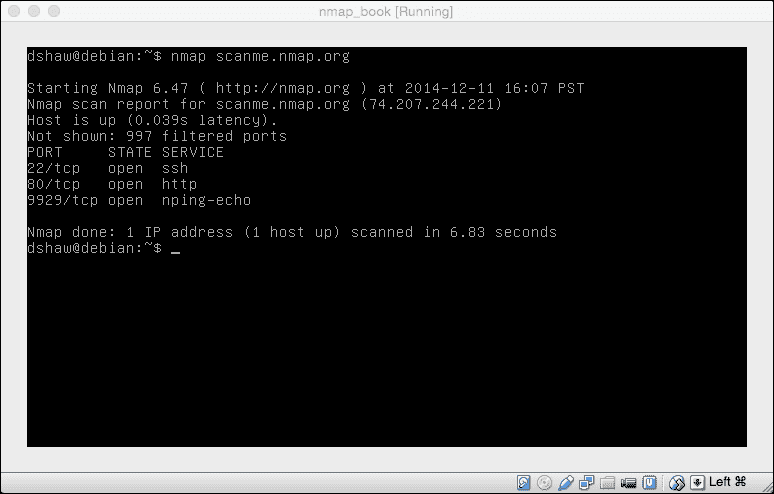 nmap_book [Running]
dshaw@debian:~$ nmap scanme.nmap.org
Starting Nmap 6.47 ( http://nmap.org ) at 2014-12-11 16:07 PST
Nmap scan report for scanme.nmap.org (74.207.244.221)
Host is up (0.039s latency).
Not shown: 997 filtered ports
PORT     STATE SERVICE
22/tcp   open  ssh
80/tcp   open  http
9929/tcp open  nping-echo
Nmap done: 1 IP address (1 host up) scanned in 6.83 seconds
dshaw@debian:~$ _
Left ⌘